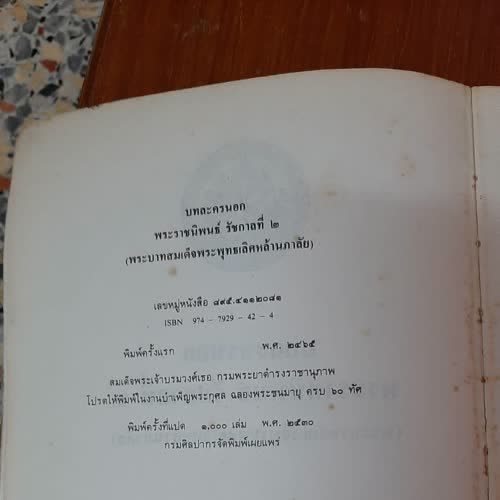 บทละครนอก
พระราชนิพนธ์ รัชกาลที่ ๒
(พระบาทสมเด็จพระพุทธเลิศหล้านภาลัย)
เลขหมู่หนังสือ ๘๙๕.๔๑๑๒๐๘๑
ISBN 974 - 7929 - 42 - 4
พิมพ์ครั้งแรก พ.ศ. ๒๔๖๕
สมเด็จพระเจ้าบรมวงศ์เธอ กรมพระยาดำรงราชานุภาพ
โปรดให้พิมพ์ในงานบำเพ็ญพระกุศล ฉลองพระชนมายุ ครบ ๖๐ ทัศ
พิมพ์ครั้งที่แปด ๑,๐๐๐ เล่ม พ.ศ. ๒๕๓๐
กรมศิลปากรจัดพิมพ์เผยแพร่